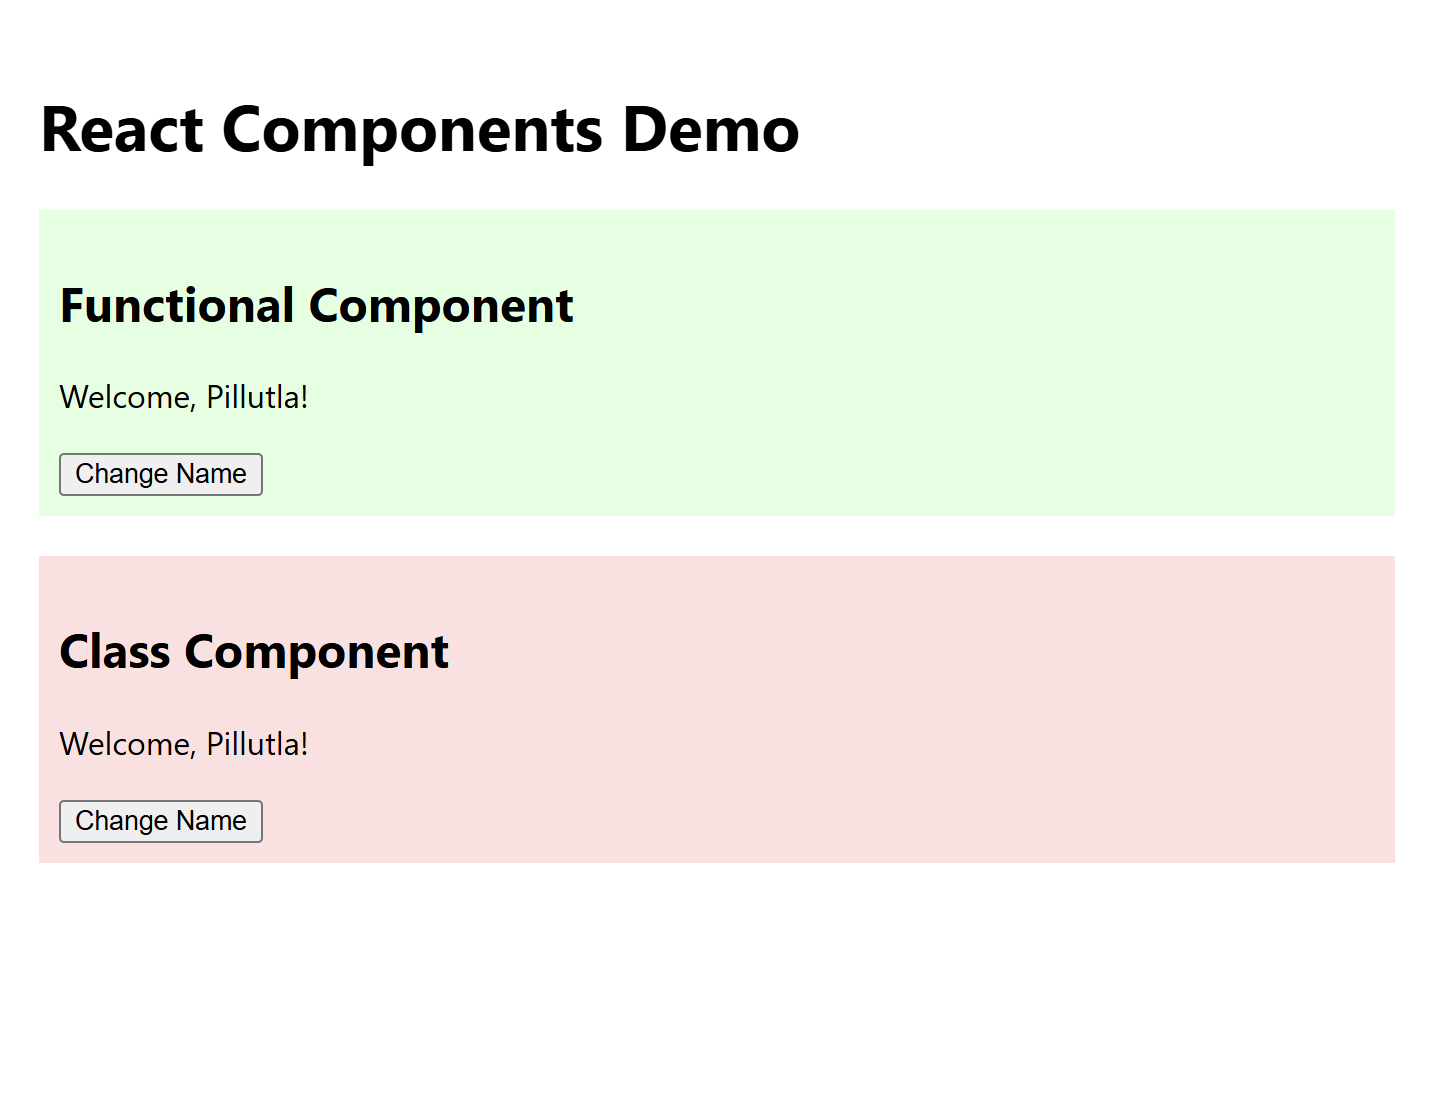 React Components Demo
Functional Component
Welcome, Pillutla!
Change Name
Class Component
Welcome, Pillutla!
Change Name